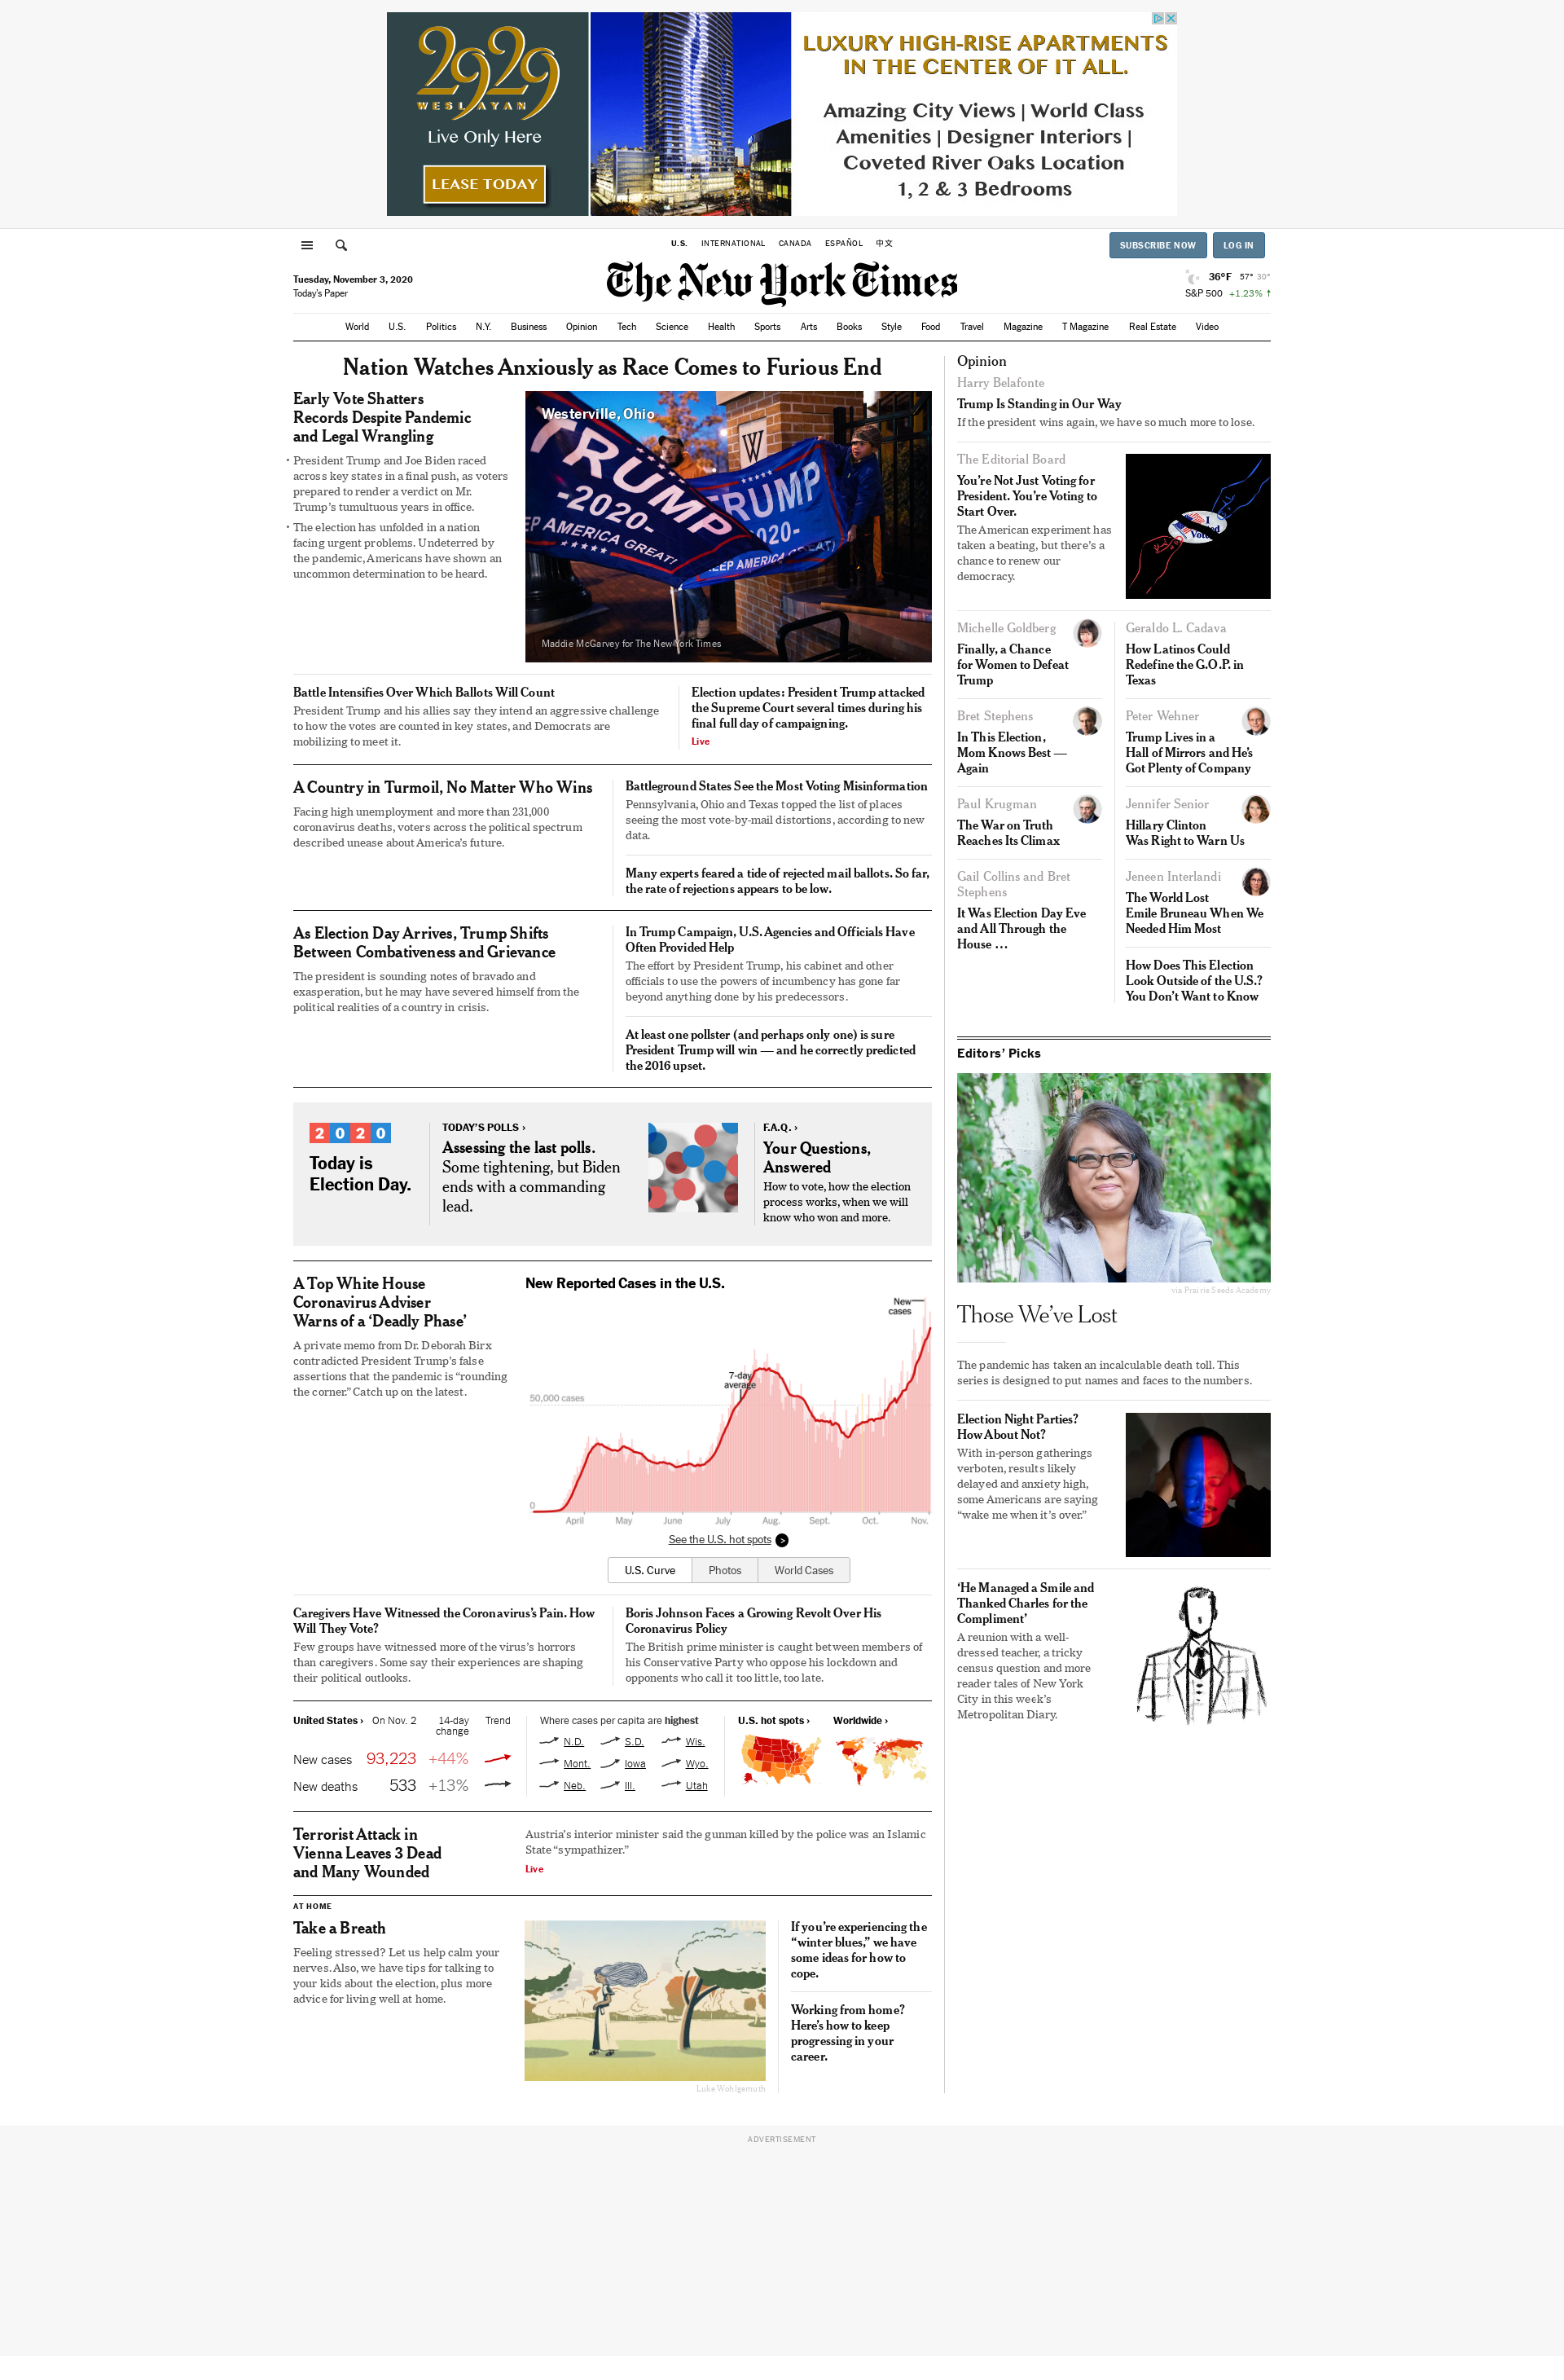 2929
WESLAYAN
Live Only Here
LEASE TODAY
LUXURY HIGH-RISE APARTMENTS
IN THE CENTER OF IT ALL.
Amazing City Views | World Class
Amenities | Designer Interiors |
Coveted River Oaks Location
1, 2 & 3 Bedrooms
U.S. INTERNATIONAL CANADA ESPAÑOL 中文
SUBSCRIBE NOW LOG IN
Tuesday, November 3, 2020
Today's Paper
The New York Times
36°F 57° 30°
S&P 500 +1.23% ↑
World U.S. Politics N.Y. Business Opinion Tech Science Health Sports Arts Books Style Food Travel Magazine T Magazine Real Estate Video
Nation Watches Anxiously as Race Comes to Furious End
Early Vote Shatters
Records Despite Pandemic
and Legal Wrangling
• President Trump and Joe Biden raced
across key states in a final push, as voters
prepared to render a verdict on Mr.
Trump's tumultuous years in office.
• The election has unfolded in a nation
facing urgent problems. Undeterred by
the pandemic, Americans have shown an
uncommon determination to be heard.
Westerville, Ohio
TRUMP
-2020-
KEEP AMERICA GREAT!
TRUMP
-2020-
KEEP AMERICA GREAT!
W
Maddie McGarvey for The New York Times
Battle Intensifies Over Which Ballots Will Count
President Trump and his allies say they intend an aggressive challenge
to how the votes are counted in key states, and Democrats are
mobilizing to meet it.
Election updates: President Trump attacked
the Supreme Court several times during his
final full day of campaigning.
Live
A Country in Turmoil, No Matter Who Wins
Facing high unemployment and more than 231,000
coronavirus deaths, voters across the political spectrum
described unease about America's future.
Battleground States See the Most Voting Misinformation
Pennsylvania, Ohio and Texas topped the list of places
seeing the most vote-by-mail distortions, according to new
data.
Many experts feared a tide of rejected mail ballots. So far,
the rate of rejections appears to be low.
As Election Day Arrives, Trump Shifts
Between Combativeness and Grievance
The president is sounding notes of bravado and
exasperation, but he may have severed himself from the
political realities of a country in crisis.
In Trump Campaign, U.S. Agencies and Officials Have
Often Provided Help
The effort by President Trump, his cabinet and other
officials to use the powers of incumbency has gone far
beyond anything done by his predecessors.
At least one pollster (and perhaps only one) is sure
President Trump will win — and he correctly predicted
the 2016 upset.
2020
Today is
Election Day.
TODAY'S POLLS ›
Assessing the last polls.
Some tightening, but Biden
ends with a commanding
lead.
F.A.Q. ›
Your Questions,
Answered
How to vote, how the election
process works, when we will
know who won and more.
A Top White House
Coronavirus Adviser
Warns of a 'Deadly Phase'
A private memo from Dr. Deborah Birx
contradicted President Trump's false
assertions that the pandemic is "rounding
the corner." Catch up on the latest.
New Reported Cases in the U.S.
New
cases
7-day
average
50,000 cases
0
April May June July Aug. Sept. Oct. Nov.
See the U.S. hot spots >
U.S. Curve Photos World Cases
Caregivers Have Witnessed the Coronavirus's Pain. How
Will They Vote?
Few groups have witnessed more of the virus's horrors
than caregivers. Some say their experiences are shaping
their political outlooks.
Boris Johnson Faces a Growing Revolt Over His
Coronavirus Policy
The British prime minister is caught between members of
his Conservative Party who oppose his lockdown and
opponents who call it too little, too late.
United States › On Nov. 2 14-day
change Trend
New cases 93,223 +44%
New deaths 533 +13%
Where cases per capita are highest
N.D. S.D. Wis.
Mont. Iowa Wyo.
Neb. Ill. Utah
U.S. hot spots › Worldwide ›
Terrorist Attack in
Vienna Leaves 3 Dead
and Many Wounded
Austria's interior minister said the gunman killed by the police was an Islamic
State "sympathizer."
Live
AT HOME
Take a Breath
Feeling stressed? Let us help calm your
nerves. Also, we have tips for talking to
your kids about the election, plus more
advice for living well at home.
Luke Wohlgemuth
If you're experiencing the
"winter blues," we have
some ideas for how to
cope.
Working from home?
Here's how to keep
progressing in your
career.
Opinion
Harry Belafonte
Trump Is Standing in Our Way
If the president wins again, we have so much more to lose.
The Editorial Board
You're Not Just Voting for
President. You're Voting to
Start Over.
The American experiment has
taken a beating, but there's a
chance to renew our
democracy.
I
Voted
Michelle Goldberg
Finally, a Chance
for Women to Defeat
Trump
Geraldo L. Cadava
How Latinos Could
Redefine the G.O.P. in
Texas
Bret Stephens
In This Election,
Mom Knows Best —
Again
Peter Wehner
Trump Lives in a
Hall of Mirrors and He's
Got Plenty of Company
Paul Krugman
The War on Truth
Reaches Its Climax
Jennifer Senior
Hillary Clinton
Was Right to Warn Us
Gail Collins and Bret
Stephens
It Was Election Day Eve
and All Through the
House …
Jeneen Interlandi
The World Lost
Emile Bruneau When We
Needed Him Most
How Does This Election
Look Outside of the U.S.?
You Don't Want to Know
Editors' Picks
via Prairie Seeds Academy
Those We've Lost
The pandemic has taken an incalculable death toll. This
series is designed to put names and faces to the numbers.
Election Night Parties?
How About Not?
With in-person gatherings
verboten, results likely
delayed and anxiety high,
some Americans are saying
"wake me when it's over."
'He Managed a Smile and
Thanked Charles for the
Compliment'
A reunion with a well-
dressed teacher, a tricky
census question and more
reader tales of New York
City in this week's
Metropolitan Diary.
ADVERTISEMENT